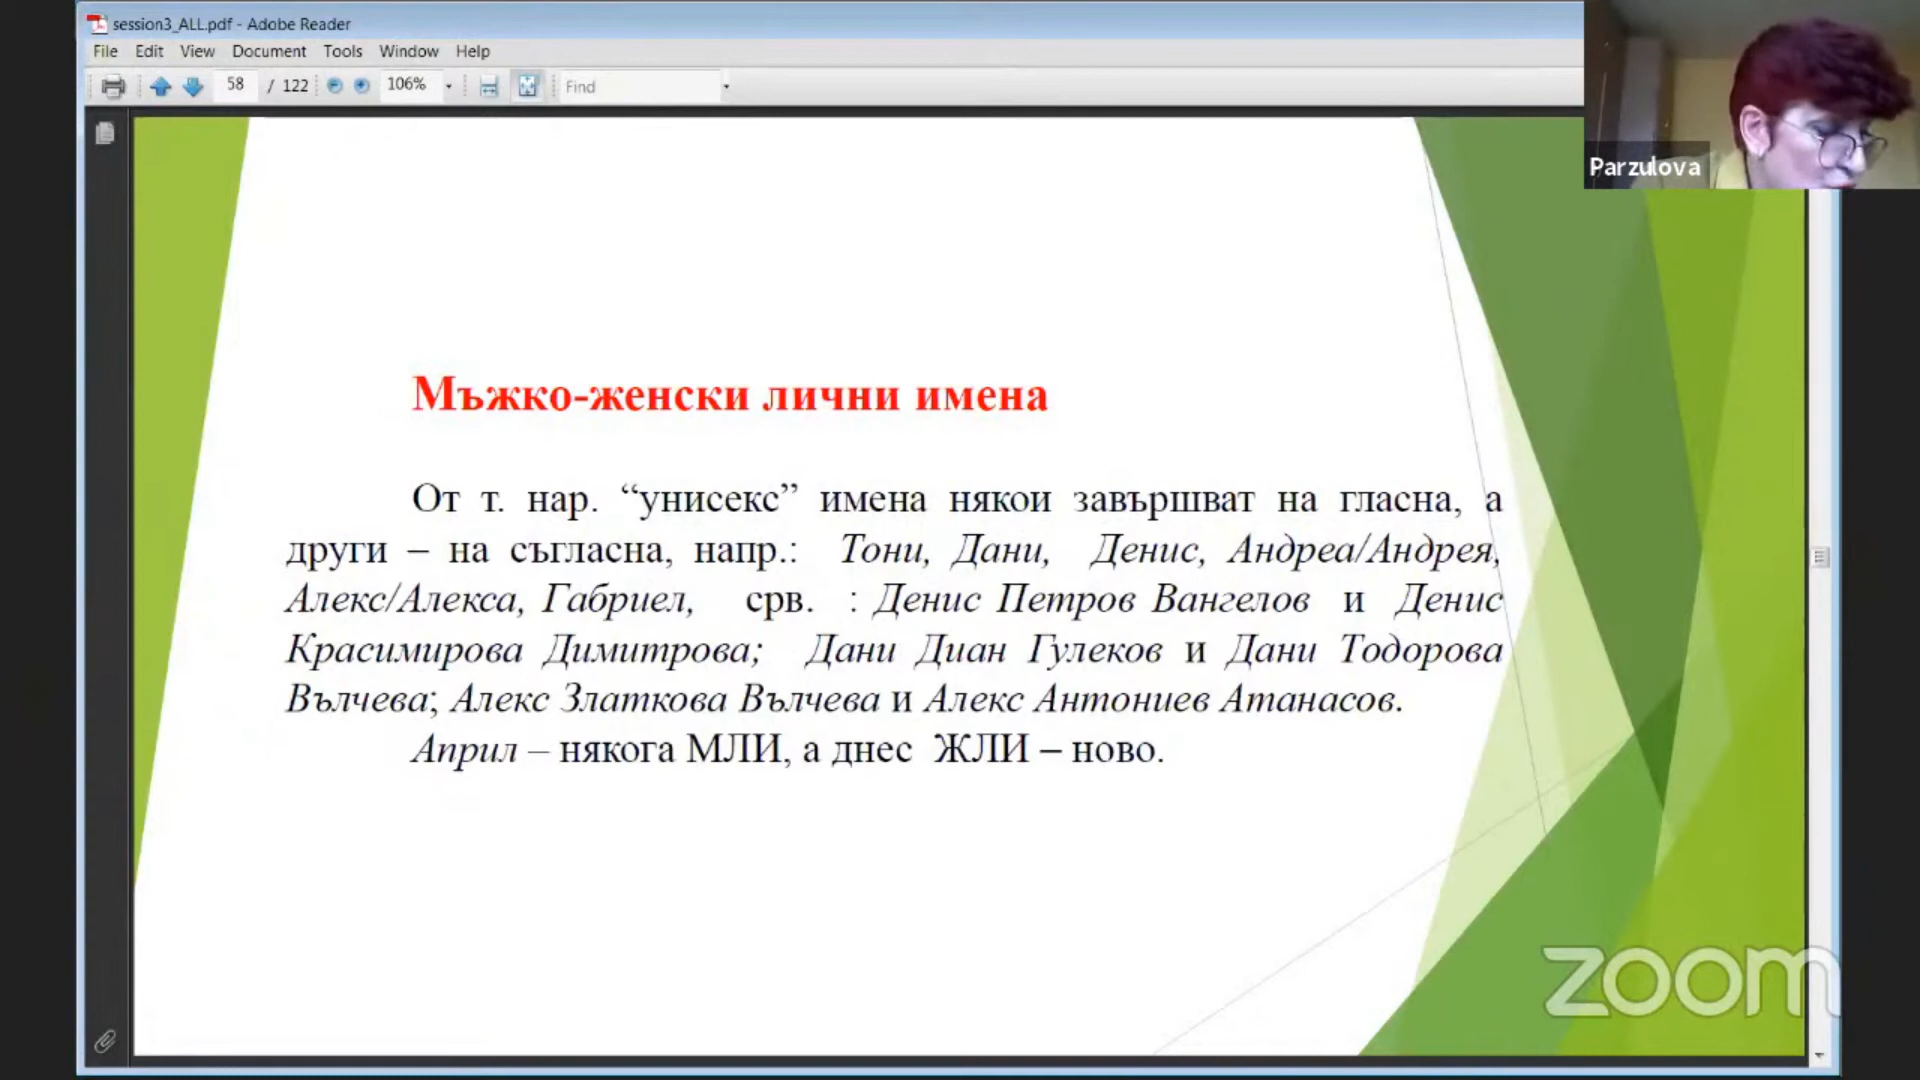 session3_ALL.pdf - Adobe Reader
File Edit View Document Tools Window Help
58 / 122 106% Find
Parzulova
Мъжко-женски лични имена
От т. нар. “унисекс” имена някои завършват на гласна, а
други – на съгласна, напр.: Тони, Дани, Денис, Андреа/Андрея,
Алекс/Алекса, Габриел, срв. : Денис Петров Вангелов и Денис
Красимирова Димитрова; Дани Диан Гулеков и Дани Тодорова
Вълчева; Алекс Златкова Вълчева и Алекс Антониев Атанасов.
Април – някога МЛИ, а днес ЖЛИ – ново.
zoom